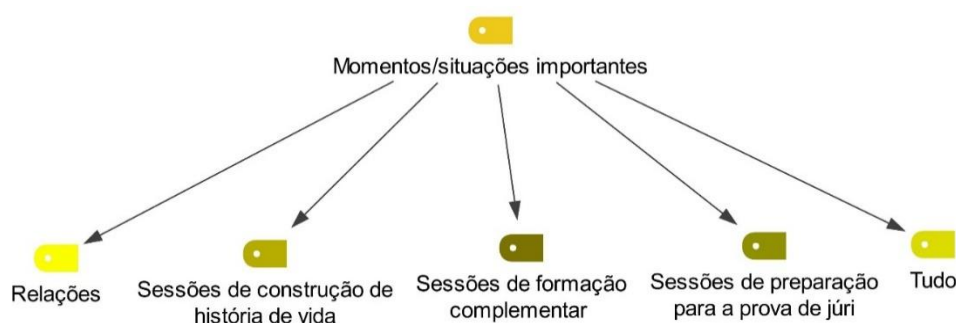 Momentos/situações importantes
Relações
Sessões de construção de
história de vida
Sessões de formação
complementar
Sessões de preparação
para a prova de júri
Tudo